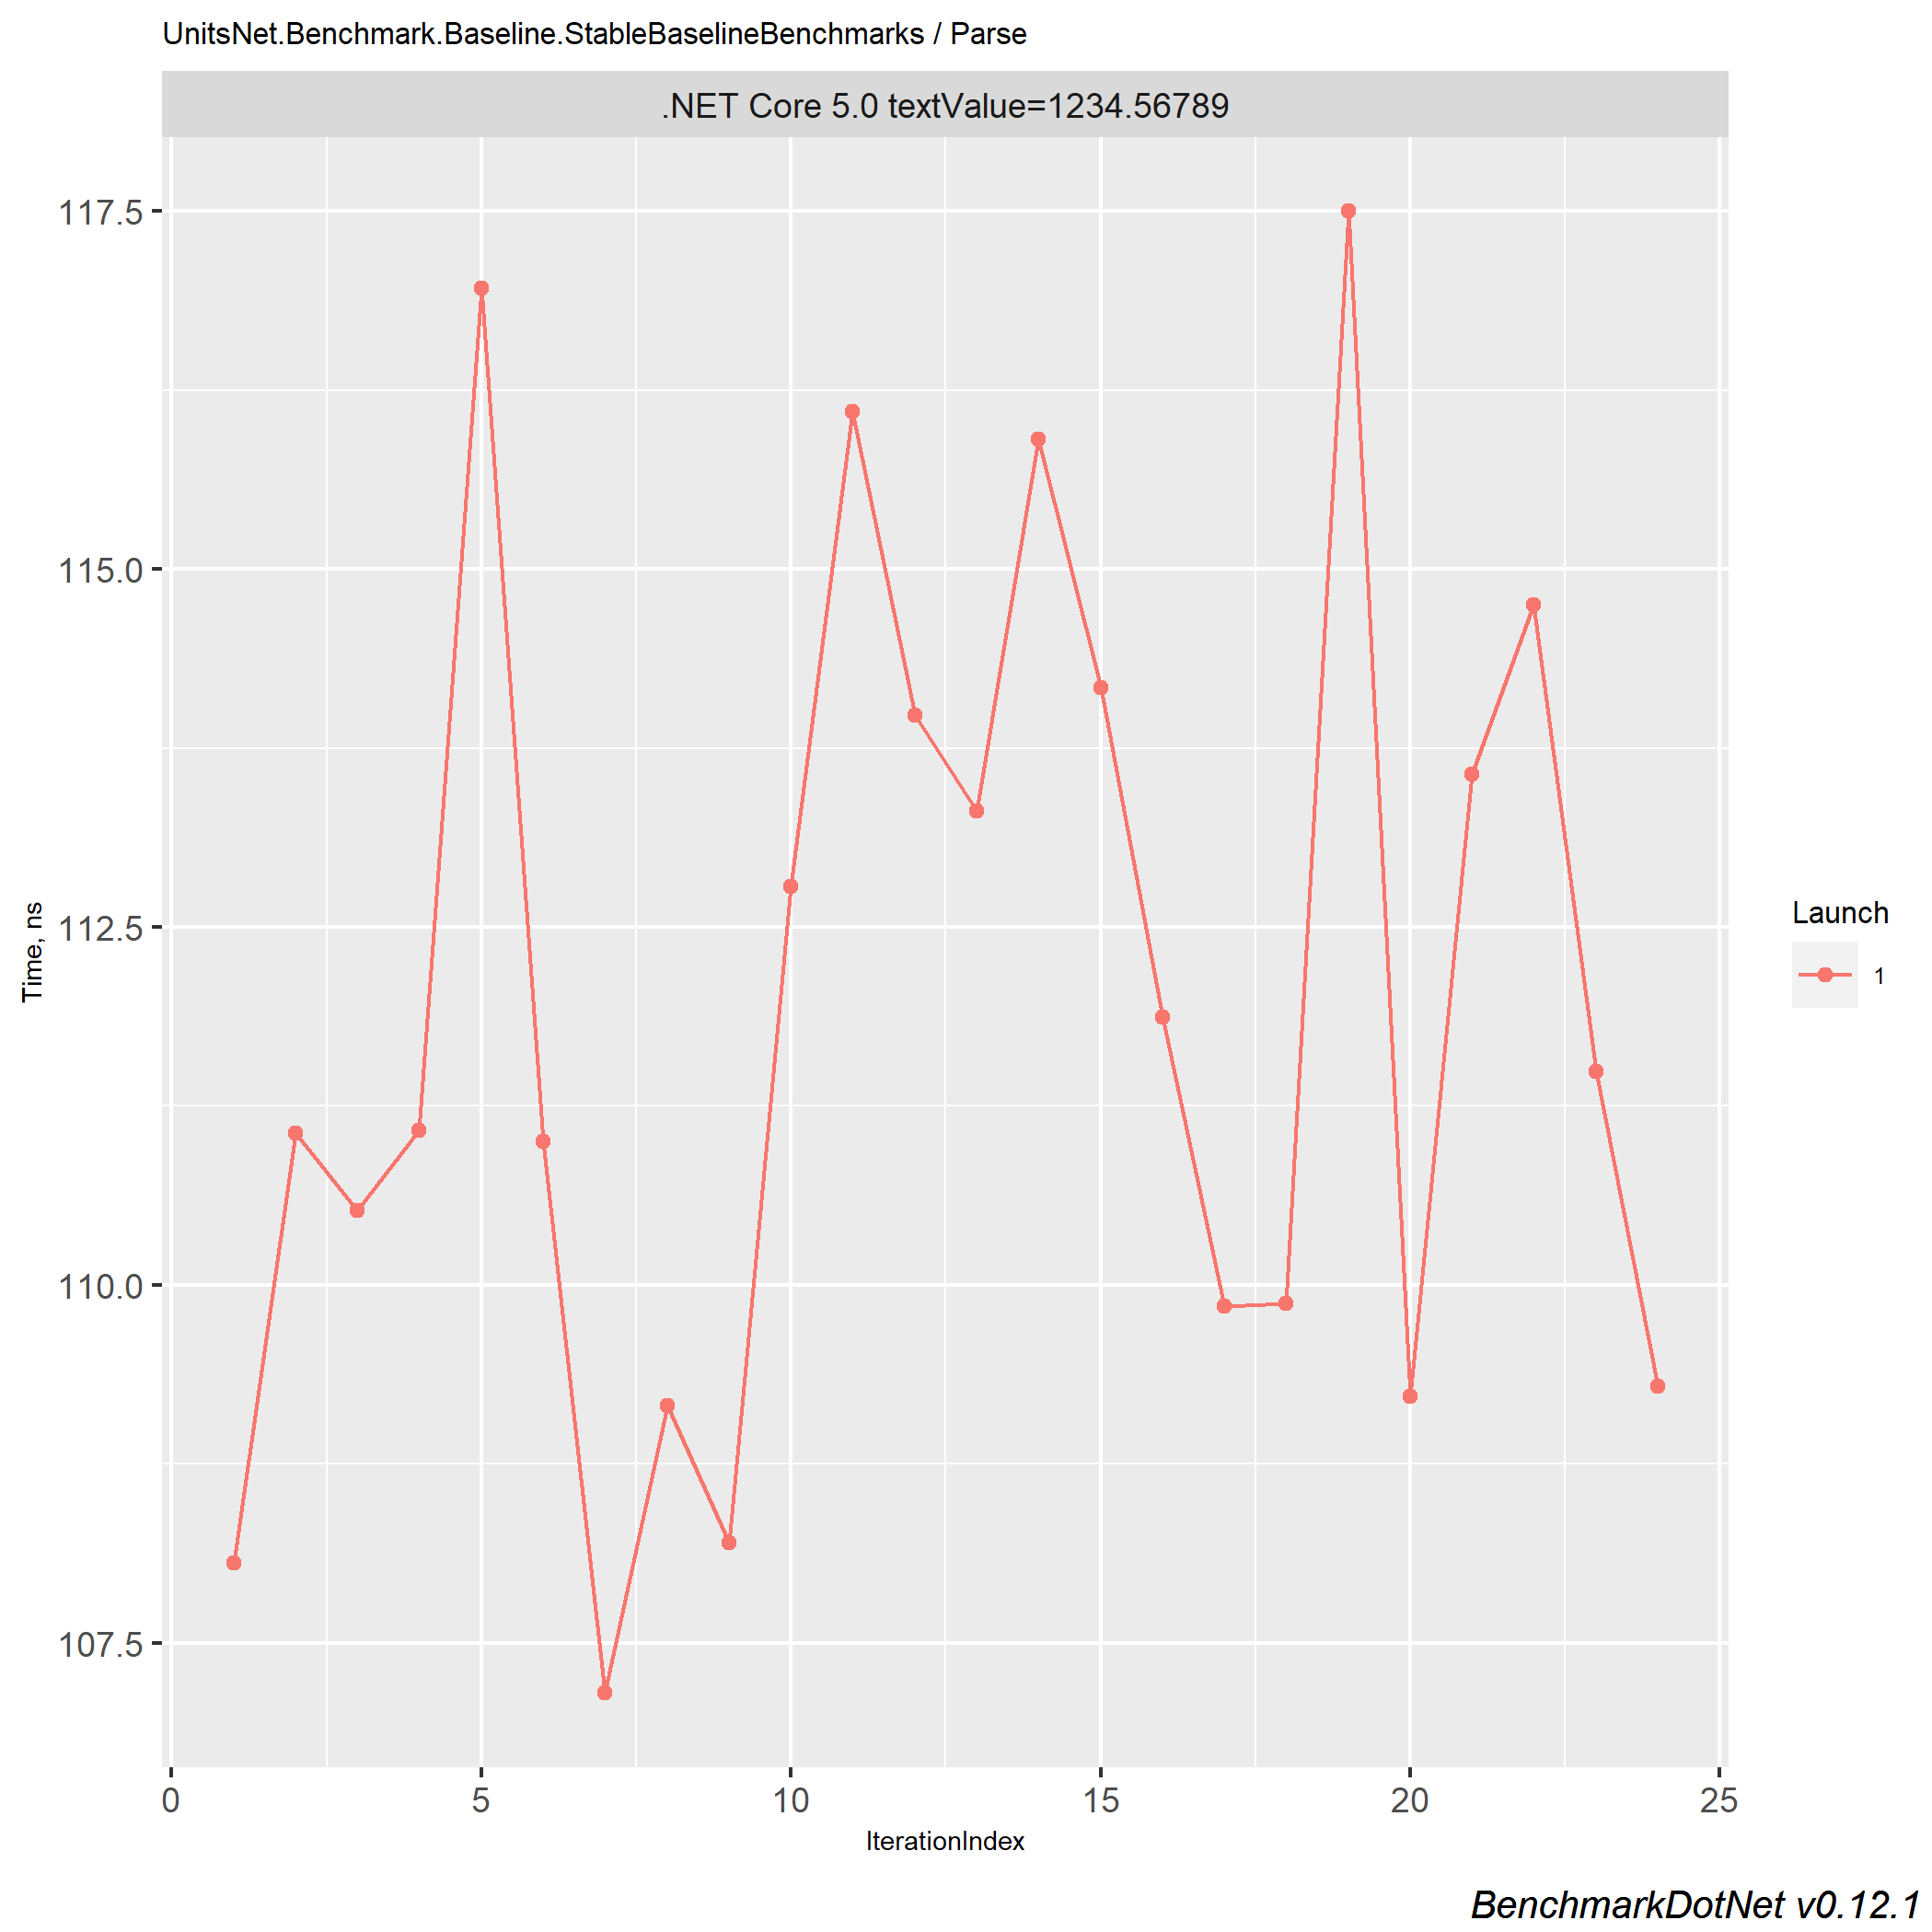 UnitsNet.Benchmark.Baseline.StableBaselineBenchmarks / Parse
.NET Core 5.0 textValue=1234.56789
117.5
115.0
112.5
110.0
107.5
Time, ns
0 5 10 15 20 25
IterationIndex
Launch
1
BenchmarkDotNet v0.12.1